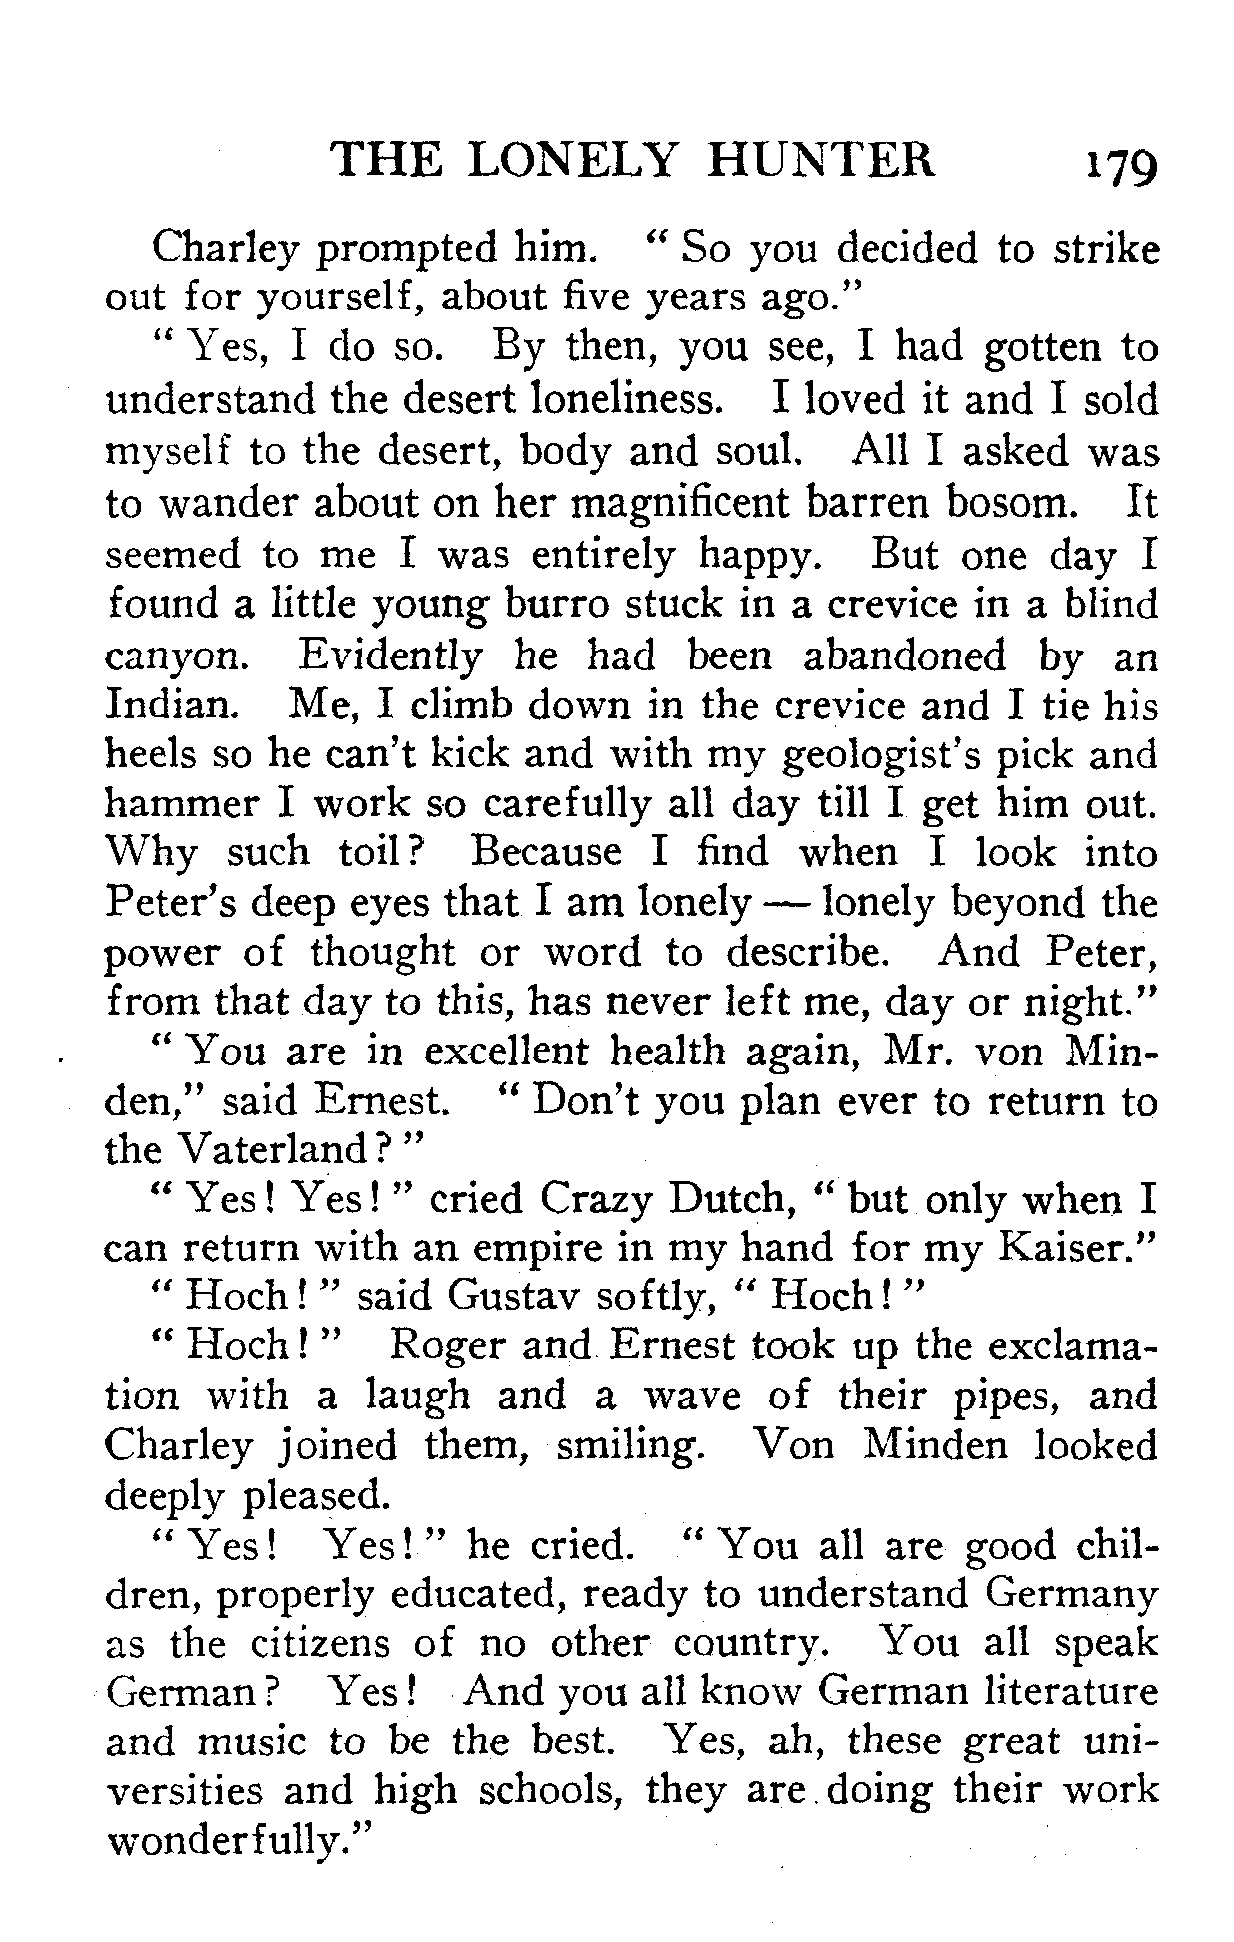 THE LONELY HUNTER 179
Charley prompted him. “ So you decided to strike
out for yourself, about five years ago.”
“ Yes, I do so. By then, you see, I had gotten to
understand the desert loneliness. I loved it and I sold
myself to the desert, body and soul. All I asked was
to wander about on her magnificent barren bosom. It
seemed to me I was entirely happy. But one day I
found a little young burro stuck in a crevice in a blind
canyon. Evidently he had been abandoned by an
Indian. Me, I climb down in the crevice and I tie his
heels so he can’t kick and with my geologist’s pick and
hammer I work so carefully all day till I get him out.
Why such toil? Because I find when I look into
Peter’s deep eyes that I am lonely — lonely beyond the
power of thought or word to describe. And Peter,
from that day to this, has never left me, day or night.”
“ You are in excellent health again, Mr. von Min-
den,” said Ernest. “ Don’t you plan ever to return to
the Vaterland? ”
“ Yes! Yes! ” cried Crazy Dutch, “ but only when I
can return with an empire in my hand for my Kaiser.”
“ Hoch! ” said Gustav softly, “ Hoch! ”
“ Hoch! ” Roger and Ernest took up the exclama-
tion with a laugh and a wave of their pipes, and
Charley joined them, smiling. Von Minden looked
deeply pleased.
“ Yes! Yes! ” he cried. “ You all are good chil-
dren, properly educated, ready to understand Germany
as the citizens of no other country. You all speak
German? Yes! And you all know German literature
and music to be the best. Yes, ah, these great uni-
versities and high schools, they are doing their work
wonderfully.”